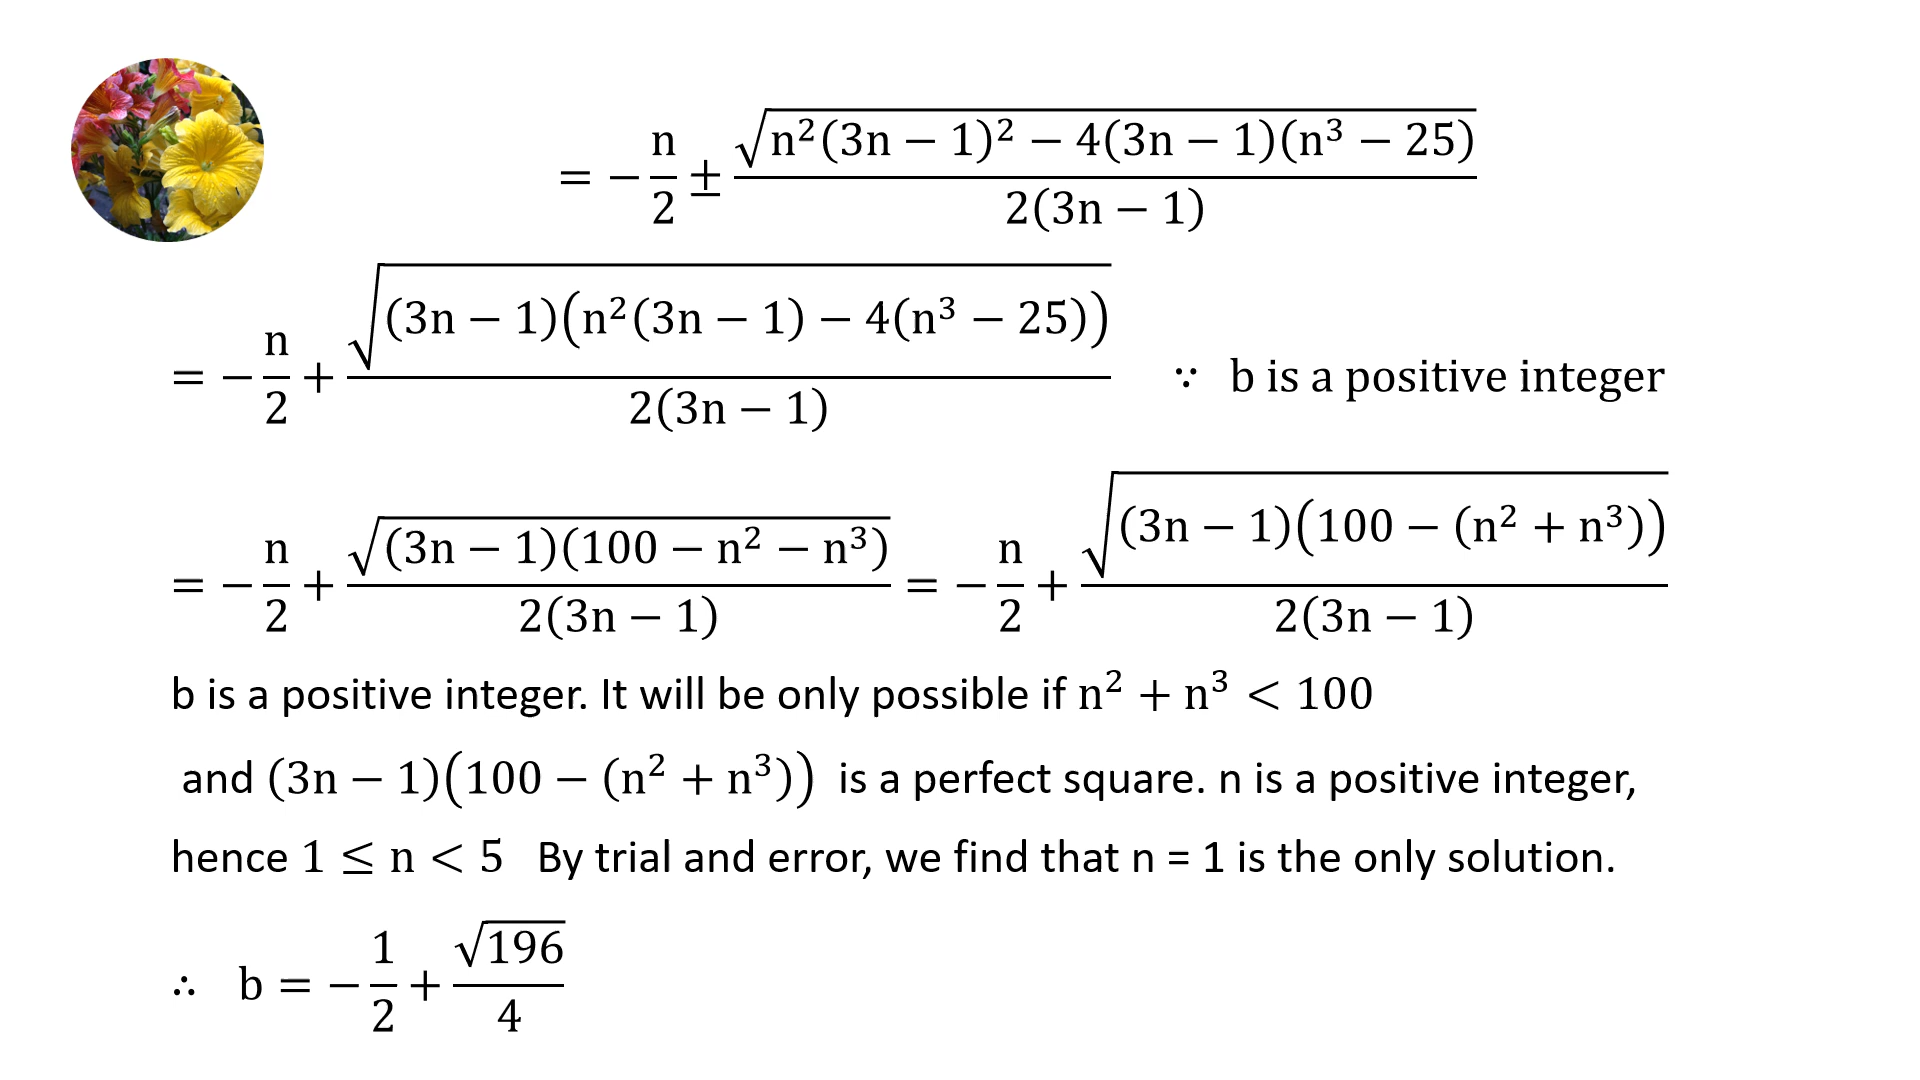 = −n/2 ± √(n²(3n − 1)² − 4(3n − 1)(n³ − 25)) / 2(3n − 1)
= −n/2 + √((3n − 1)(n²(3n − 1) − 4(n³ − 25))) / 2(3n − 1) ∵ b is a positive integer
= −n/2 + √((3n − 1)(100 − n² − n³)) / 2(3n − 1) = −n/2 + √((3n − 1)(100 − (n² + n³))) / 2(3n − 1)
b is a positive integer. It will be only possible if n² + n³ < 100
and (3n − 1)(100 − (n² + n³)) is a perfect square. n is a positive integer,
hence 1 ≤ n < 5 By trial and error, we find that n = 1 is the only solution.
∴ b = −1/2 + √196/4